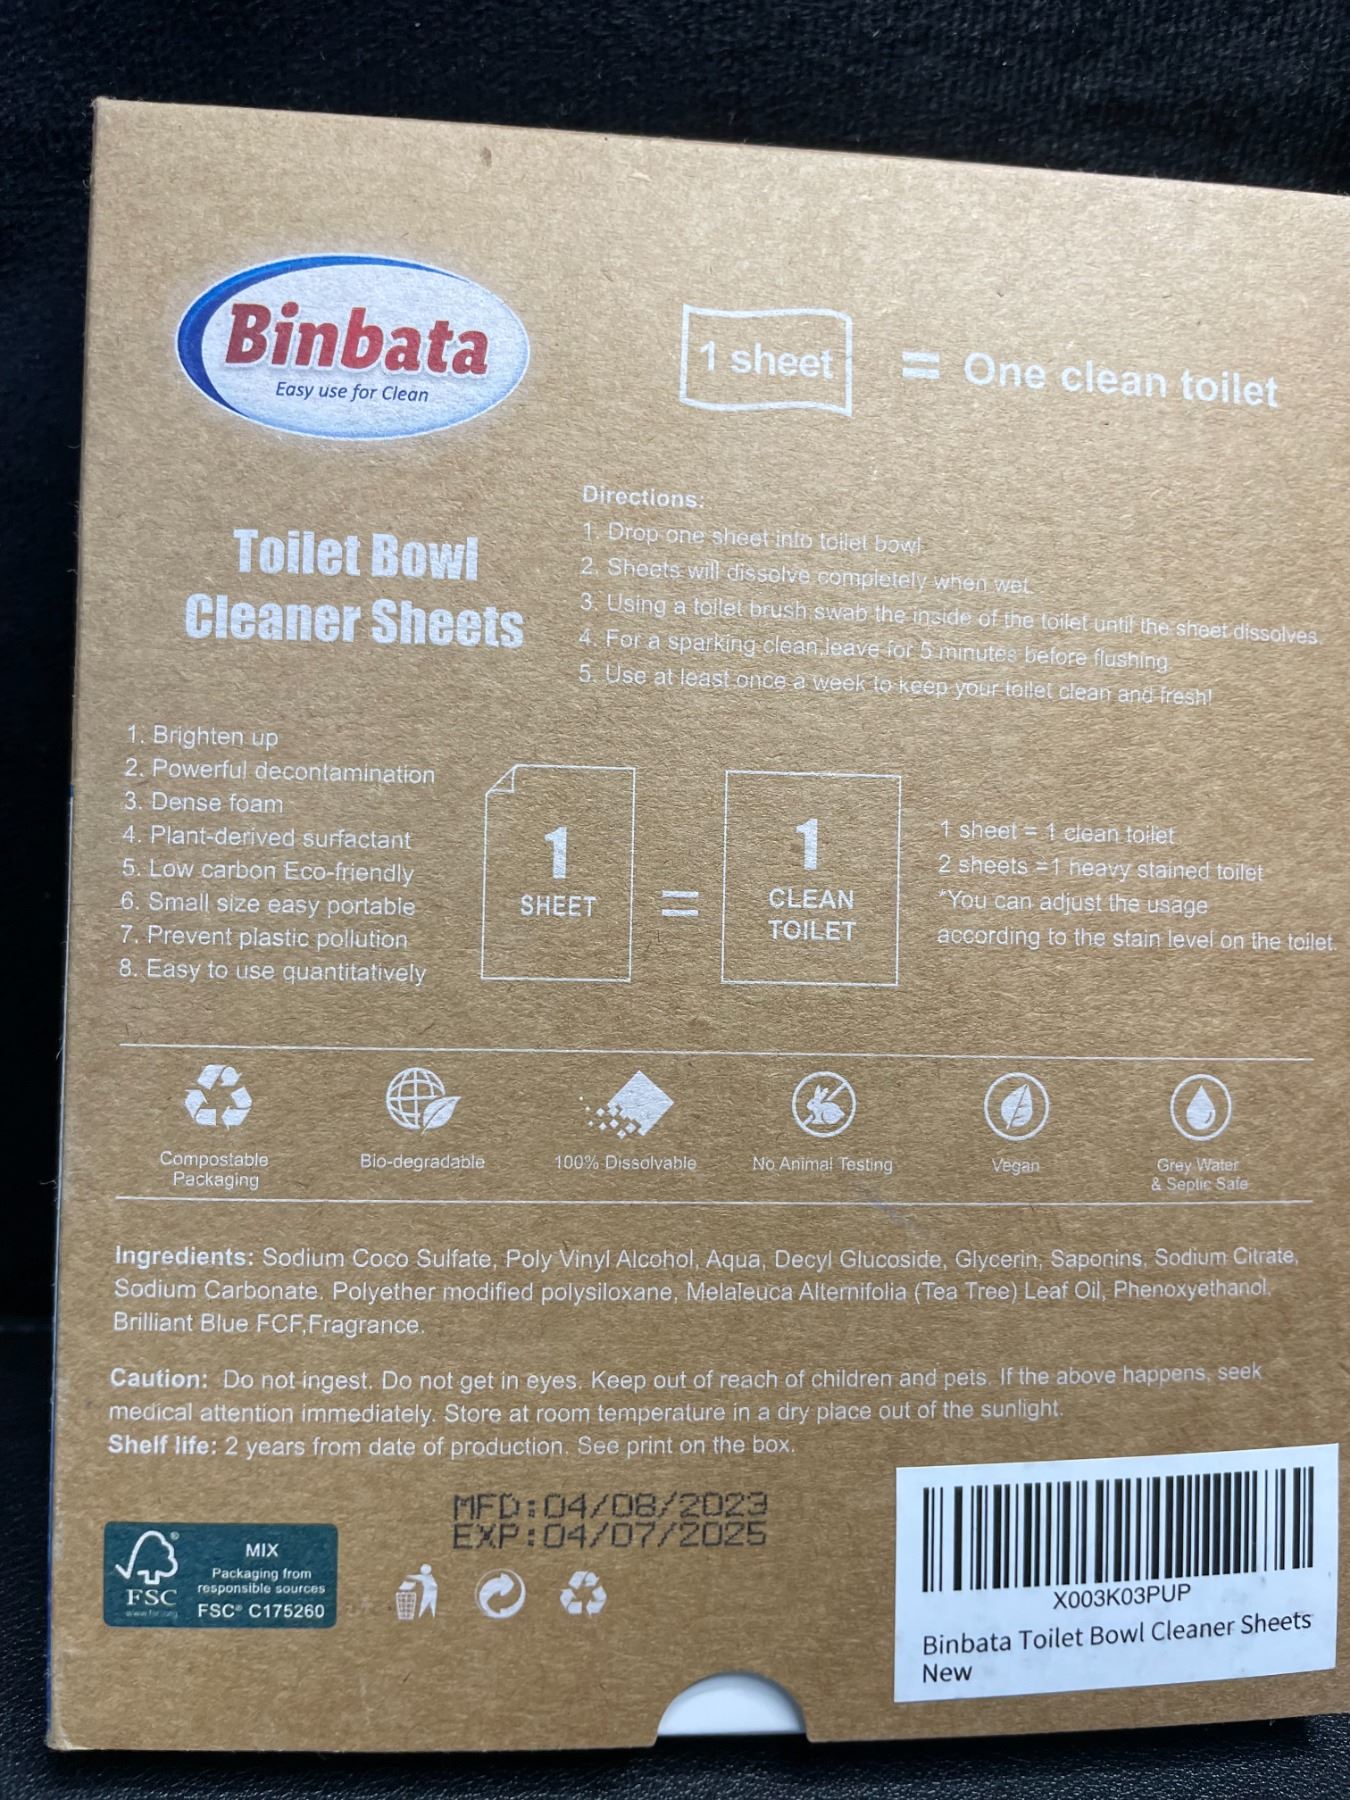 Binbata
Easy use for Clean
1 sheet = One clean toilet
Toilet Bowl
Cleaner Sheets
Directions:
1. Drop one sheet into toilet bowl
2. Sheets will dissolve completely when wet.
3. Using a toilet brush swab the inside of the toilet until the sheet dissolves.
4. For a sparking clean,leave for 5 minutes before flushing.
5. Use at least once a week to keep your toilet clean and fresh!
1. Brighten up
2. Powerful decontamination
3. Dense foam
4. Plant-derived surfactant
5. Low carbon Eco-friendly
6. Small size easy portable
7. Prevent plastic pollution
8. Easy to use quantitatively
1
SHEET
=
1
CLEAN
TOILET
1 sheet = 1 clean toilet
2 sheets =1 heavy stained toilet
*You can adjust the usage
according to the stain level on the toilet.
Compostable
Packaging
Bio-degradable
100% Dissolvable
No Animal Testing
Vegan
Grey Water
& Septic Safe
Ingredients: Sodium Coco Sulfate, Poly Vinyl Alcohol, Aqua, Decyl Glucoside, Glycerin, Saponins, Sodium Citrate,
Sodium Carbonate. Polyether modified polysiloxane, Melaleuca Alternifolia (Tea Tree) Leaf Oil, Phenoxyethanol,
Brilliant Blue FCF,Fragrance.
Caution: Do not ingest. Do not get in eyes. Keep out of reach of children and pets. If the above happens, seek
medical attention immediately. Store at room temperature in a dry place out of the sunlight.
Shelf life: 2 years from date of production. See print on the box.
MFD:04/08/2023
EXP:04/07/2025
FSC
www.fsc.org
MIX
Packaging from
responsible sources
FSC® C175260
X003K03PUP
Binbata Toilet Bowl Cleaner Sheets
New